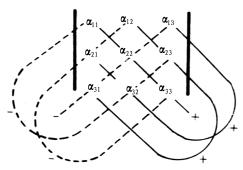 α₁₁ α₁₂ α₁₃
α₂₁ α₂₂ α₂₃
α₃₁ α₃₂ α₃₃
− − − + + +